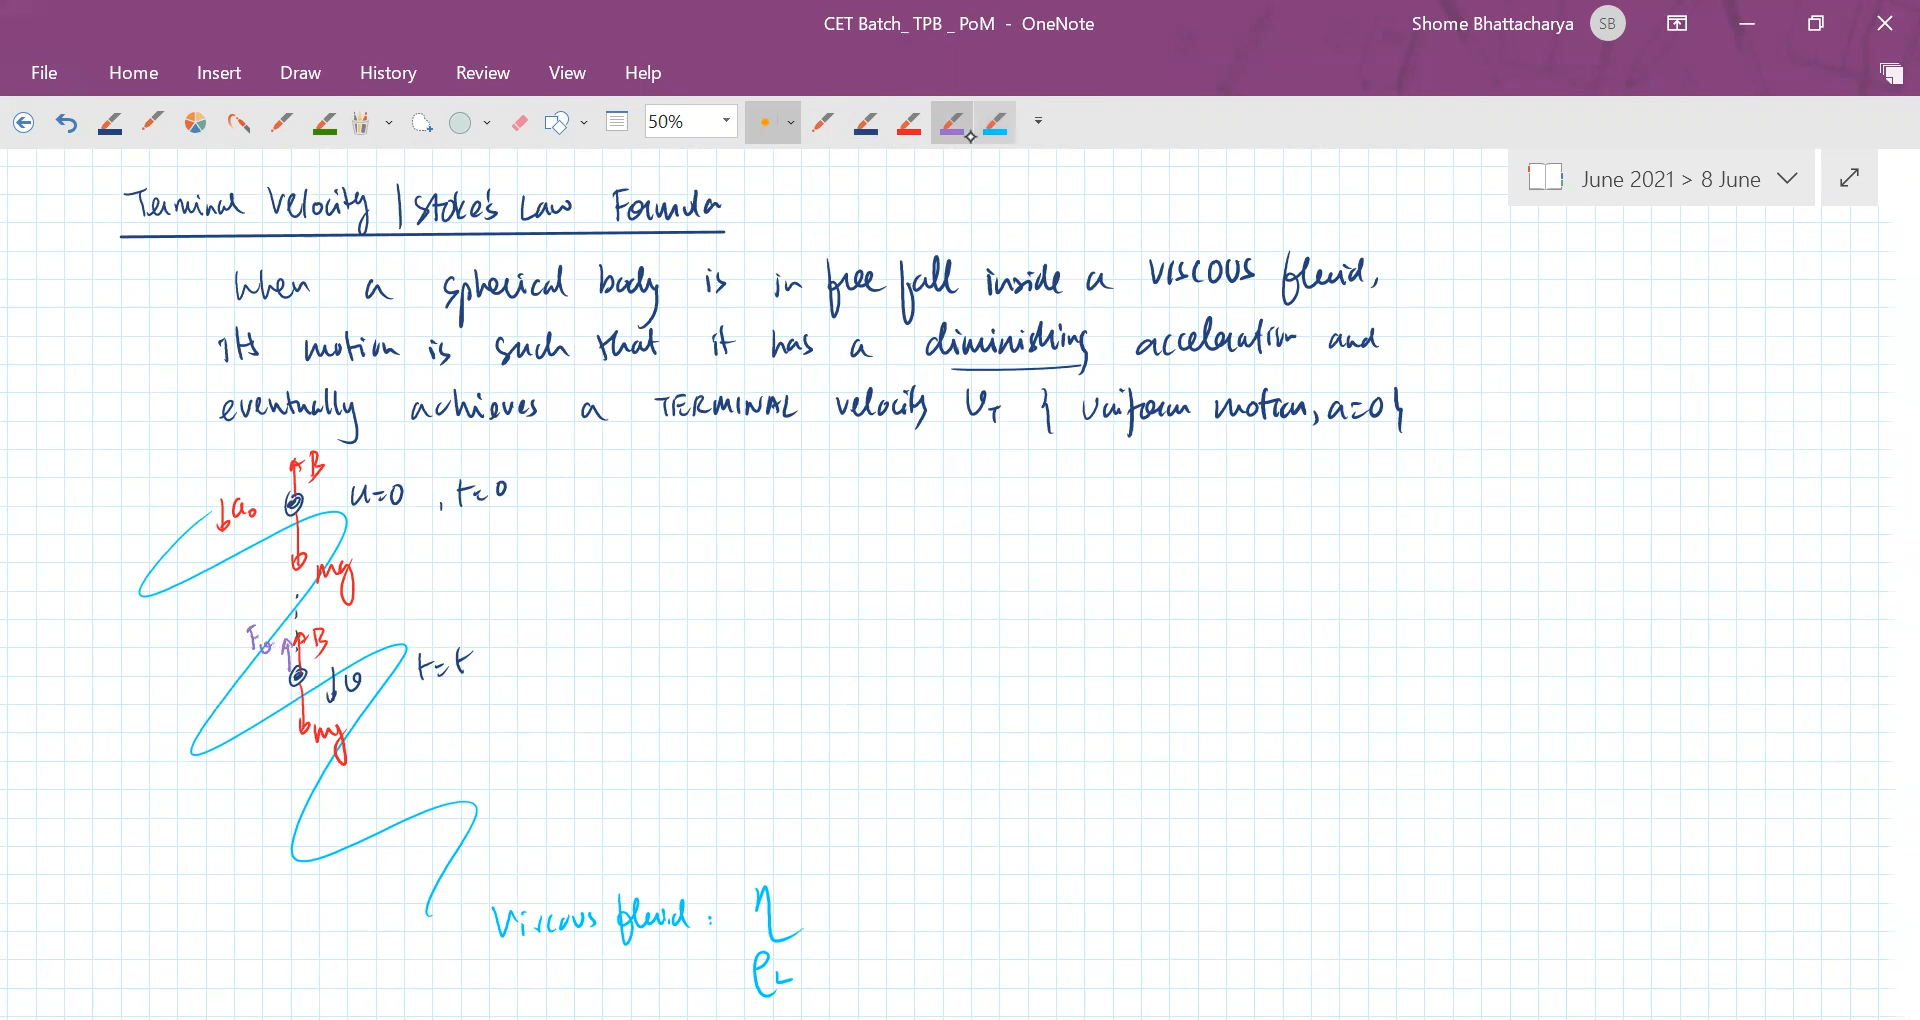 CET Batch_ TPB _ PoM - OneNote
Shome Bhattacharya SB
File Home Insert Draw History Review View Help
50%
June 2021 > 8 June
Terminal Velocity | Stoke's Law Formula
When a spherical body is in free fall inside a VISCOUS fluid,
its motion is such that it has a diminishing acceleration and
eventually achieves a TERMINAL velocity v_T { uniform motion, a=0 }
B
a₀ u=0 , t=0
mg
Fv B
v t=t
mg
Viscous fluid : η
ρL